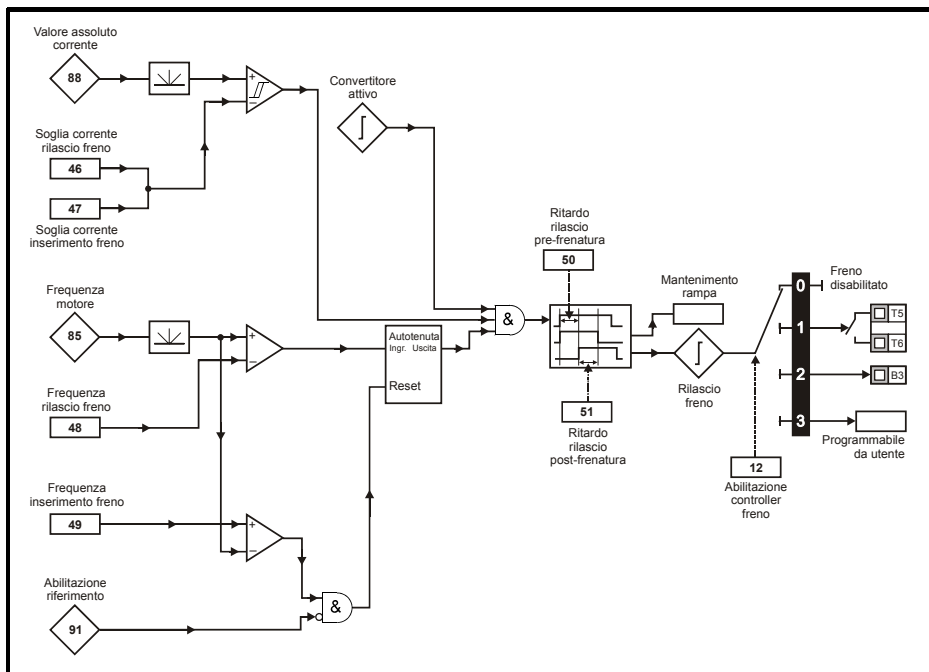 Valore assoluto
corrente
88
+
−
Soglia corrente
rilascio freno
46
47
Soglia corrente
inserimento freno
Convertitore
attivo
Frequenza
motore
85
+
−
Frequenza
rilascio freno
48
Autotenuta
Ingr. Uscita
Reset
Frequenza
inserimento freno
49
+
−
Abilitazione
riferimento
91
&
&
Ritardo
rilascio
pre-frenatura
50
51
Ritardo
rilascio
post-frenatura
Mantenimento
rampa
Rilascio
freno
0
Freno
disabilitato
1
T5
T6
2
B3
3
Programmabile
da utente
12
Abilitazione
controller
freno